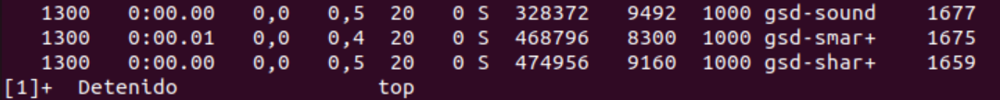 1300 0:00.00 0,0 0,5 20 0 S 328372 9492 1000 gsd-sound 1677
1300 0:00.01 0,0 0,4 20 0 S 468796 8300 1000 gsd-smar+ 1675
1300 0:00.00 0,0 0,5 20 0 S 474956 9160 1000 gsd-shar+ 1659
[1]+ Detenido top